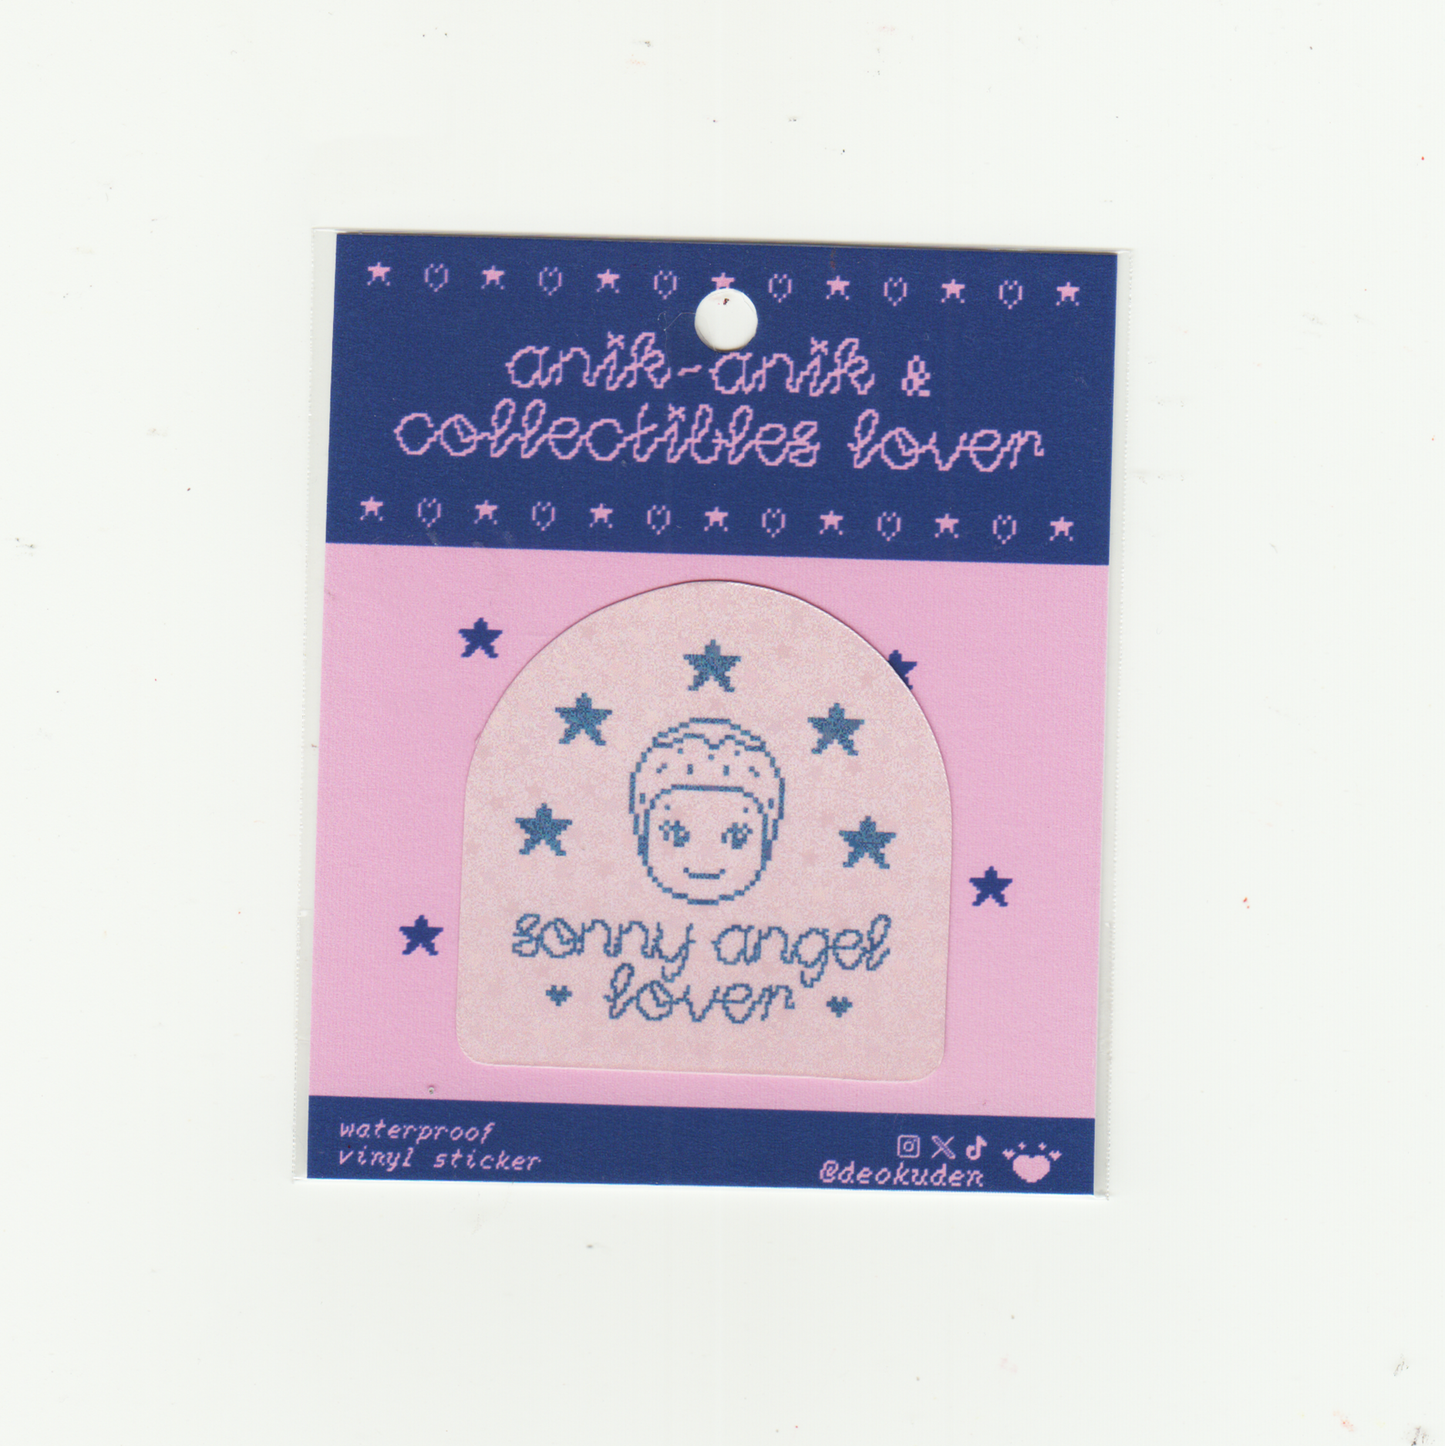 anik-anik &
collectibles lover
sonny angel
lover
waterproof
vinyl sticker
@deokuden